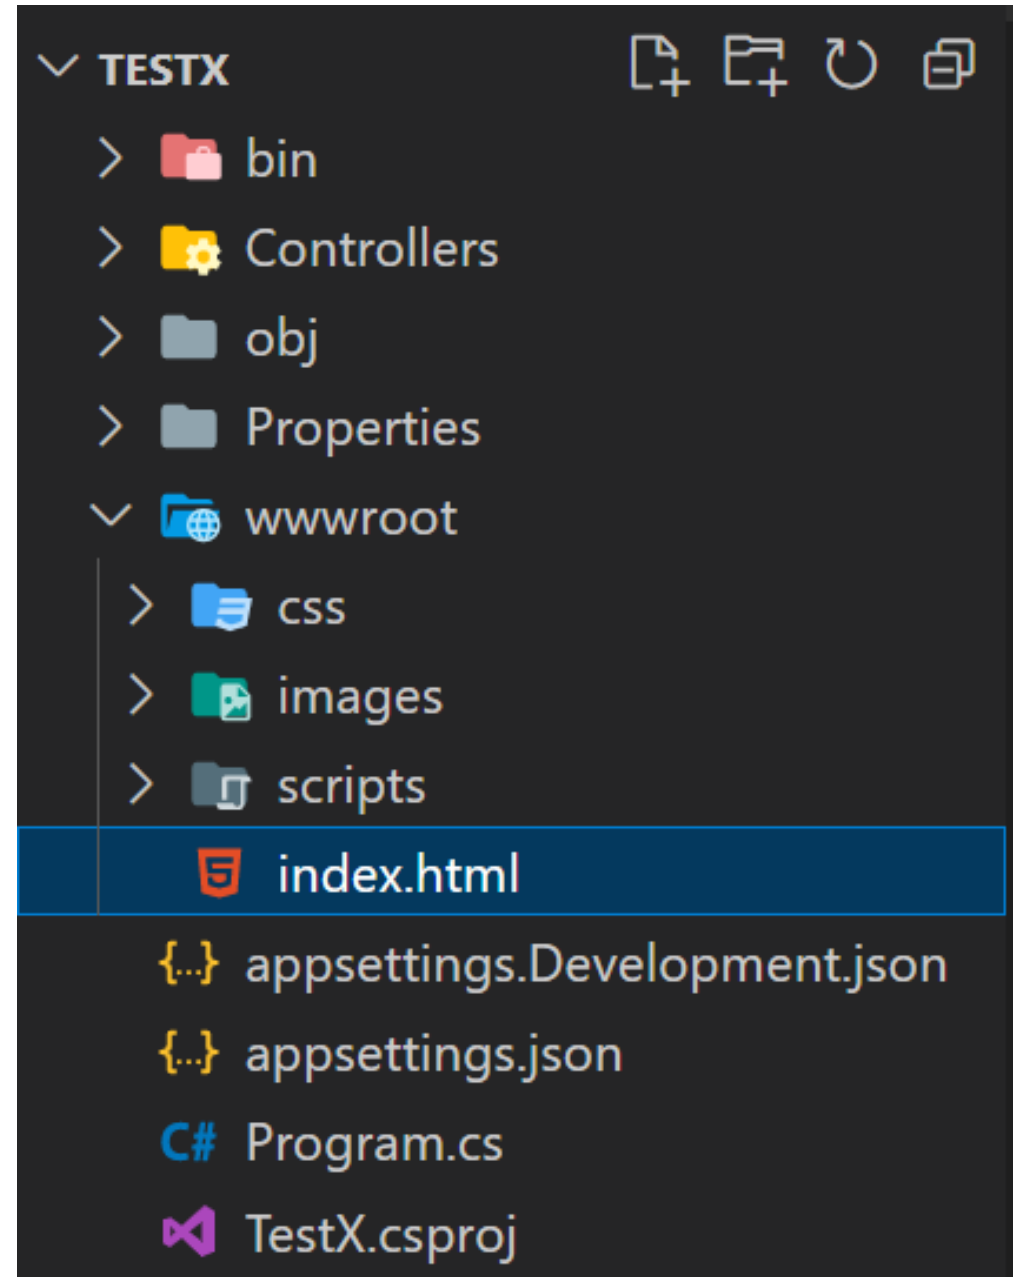 TESTX
bin
Controllers
obj
Properties
wwwroot
css
images
scripts
index.html
{...} appsettings.Development.json
{...} appsettings.json
C# Program.cs
TestX.csproj